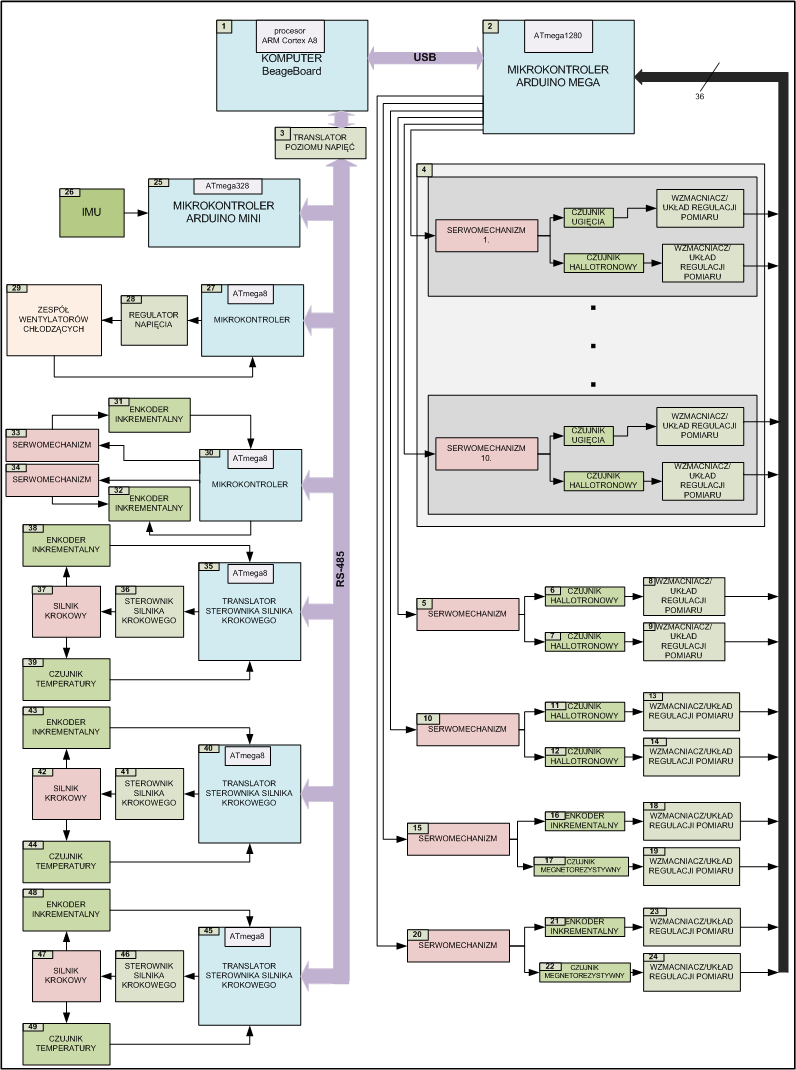 1
procesor
ARM Cortex A8
KOMPUTER
BeageBoard
USB
2
ATmega1280
MIKROKONTROLER
ARDUINO MEGA
36
3
TRANSLATOR
POZIOMU NAPIĘĆ
RS-485
26
IMU
25
ATmega328
MIKROKONTROLER
ARDUINO MINI
29
ZESPÓŁ
WENTYLATORÓW
CHŁODZĄCYCH
28
REGULATOR
NAPIĘCIA
27
ATmega8
MIKROKONTROLER
31
ENKODER
INKREMENTALNY
33
SERWOMECHANIZM
34
SERWOMECHANIZM
32
ENKODER
INKREMENTALNY
30
ATmega8
MIKROKONTROLER
38
ENKODER
INKREMENTALNY
37
SILNIK
KROKOWY
36
STEROWNIK
SILNIKA
KROKOWEGO
35
ATmega8
TRANSLATOR
STEROWNIKA SILNIKA
KROKOWEGO
39
CZUJNIK
TEMPERATURY
43
ENKODER
INKREMENTALNY
42
SILNIK
KROKOWY
41
STEROWNIK
SILNIKA
KROKOWEGO
40
ATmega8
TRANSLATOR
STEROWNIKA SILNIKA
KROKOWEGO
44
CZUJNIK
TEMPERATURY
48
ENKODER
INKREMENTALNY
47
SILNIK
KROKOWY
46
STEROWNIK
SILNIKA
KROKOWEGO
45
ATmega8
TRANSLATOR
STEROWNIKA SILNIKA
KROKOWEGO
49
CZUJNIK
TEMPERATURY
4
SERWOMECHANIZM
1.
CZUJNIK
UGIĘCIA
WZMACNIACZ/
UKŁAD REGULACJI
POMIARU
CZUJNIK
HALLOTRONOWY
WZMACNIACZ/
UKŁAD
REGULACJI
POMIARU
SERWOMECHANIZM
10.
CZUJNIK
UGIĘCIA
WZMACNIACZ/
UKŁAD REGULACJI
POMIARU
CZUJNIK
HALLOTRONOWY
WZMACNIACZ/
UKŁAD
REGULACJI
POMIARU
5
SERWOMECHANIZM
6
CZUJNIK
HALLOTRONOWY
8
WZMACNIACZ/
UKŁAD
REGULACJI
POMIARU
7
CZUJNIK
HALLOTRONOWY
9
WZMACNIACZ/
UKŁAD
REGULACJI
POMIARU
10
SERWOMECHANIZM
11
CZUJNIK
HALLOTRONOWY
13
WZMACNIACZ/UKŁAD
REGULACJI POMIARU
12
CZUJNIK
HALLOTRONOWY
14
WZMACNIACZ/UKŁAD
REGULACJI POMIARU
15
SERWOMECHANIZM
16
ENKODER
INKREMENTALNY
18
WZMACNIACZ/UKŁAD
REGULACJI POMIARU
17
CZUJNIK
MEGNETOREZYSTYWNY
19
WZMACNIACZ/UKŁAD
REGULACJI POMIARU
20
SERWOMECHANIZM
21
ENKODER
INKREMENTALNY
23
WZMACNIACZ/UKŁAD
REGULACJI POMIARU
22
CZUJNIK
MEGNETOREZYSTYWNY
24
WZMACNIACZ/UKŁAD
REGULACJI POMIARU